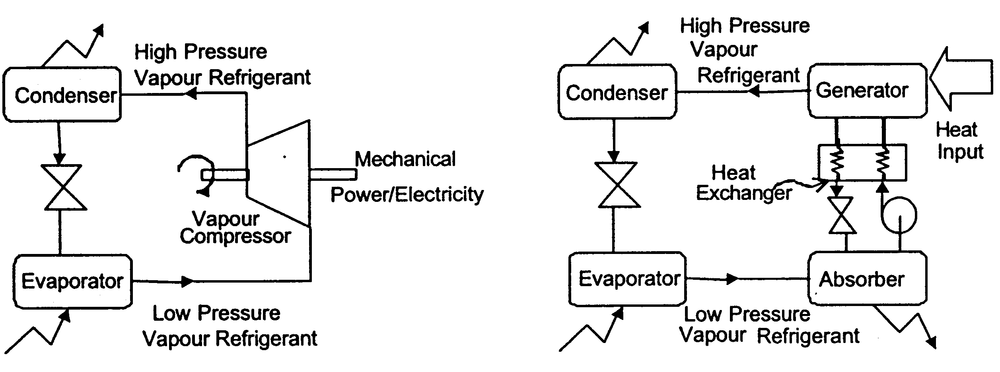 High Pressure
Vapour Refrigerant
Condenser
Mechanical
Power/Electricity
Vapour
Compressor
Evaporator
Low Pressure
Vapour Refrigerant
High Pressure
Vapour
Refrigerant
Condenser
Generator
Heat
Input
Heat
Exchanger
Evaporator
Absorber
Low Pressure
Vapour Refrigerant